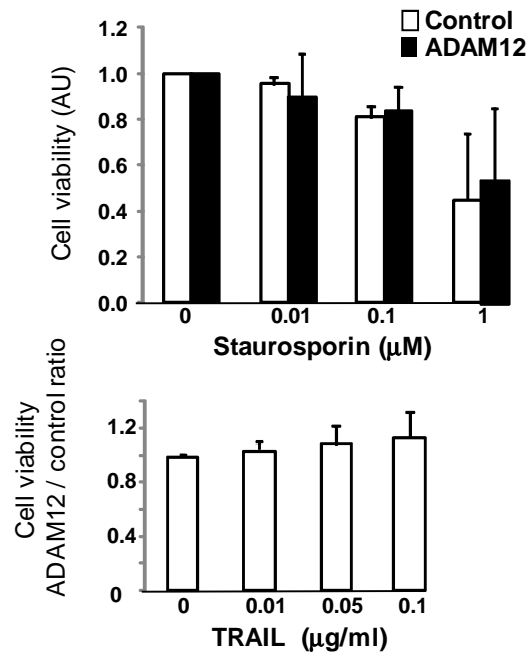 Control
ADAM12
Cell viability (AU)
1.2
1.0
0.8
0.6
0.4
0.2
0.0
0 0.01 0.1 1
Staurosporin (μM)
Cell viability
ADAM12 / control ratio
1.2
0.8
0.4
0
0 0.01 0.05 0.1
TRAIL (μg/ml)